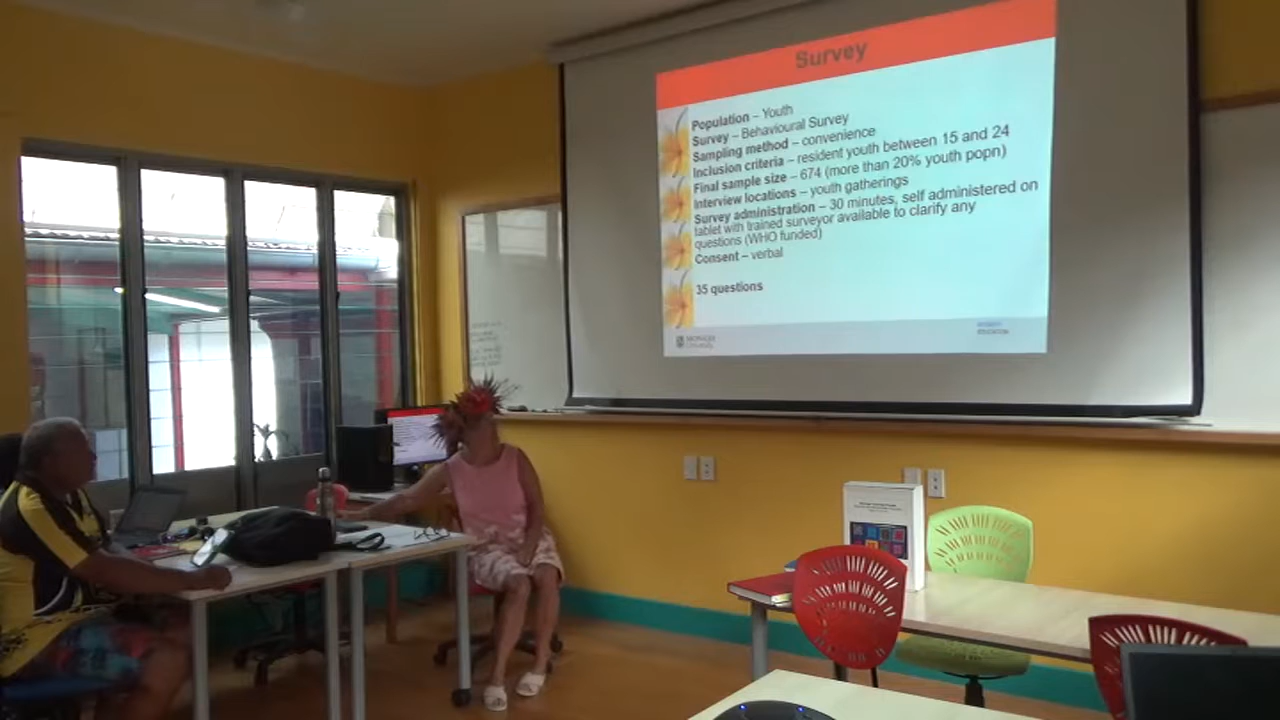 Survey
Population – Youth
Survey – Behavioural Survey
Sampling method – convenience
Inclusion criteria – resident youth between 15 and 24
Final sample size – 674 (more than 20% youth popn)
Interview locations – youth gatherings
Survey administration – 30 minutes, self administered on
tablet with trained surveyor available to clarify any
questions (WHO funded)
Consent – verbal
35 questions
MONASH
University
EDUCATION